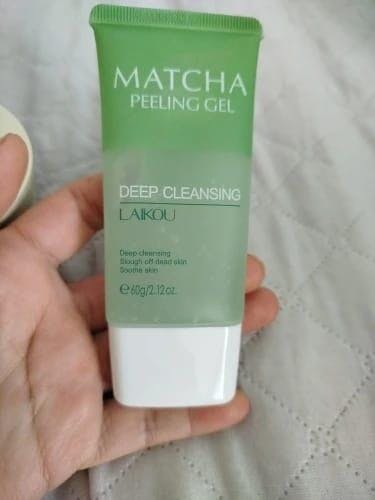 MATCHA
PEELING GEL
DEEP CLEANSING
LAIKOU
Deep cleansing
Slough off dead skin
Soothe skin
℮60g/2.12oz.